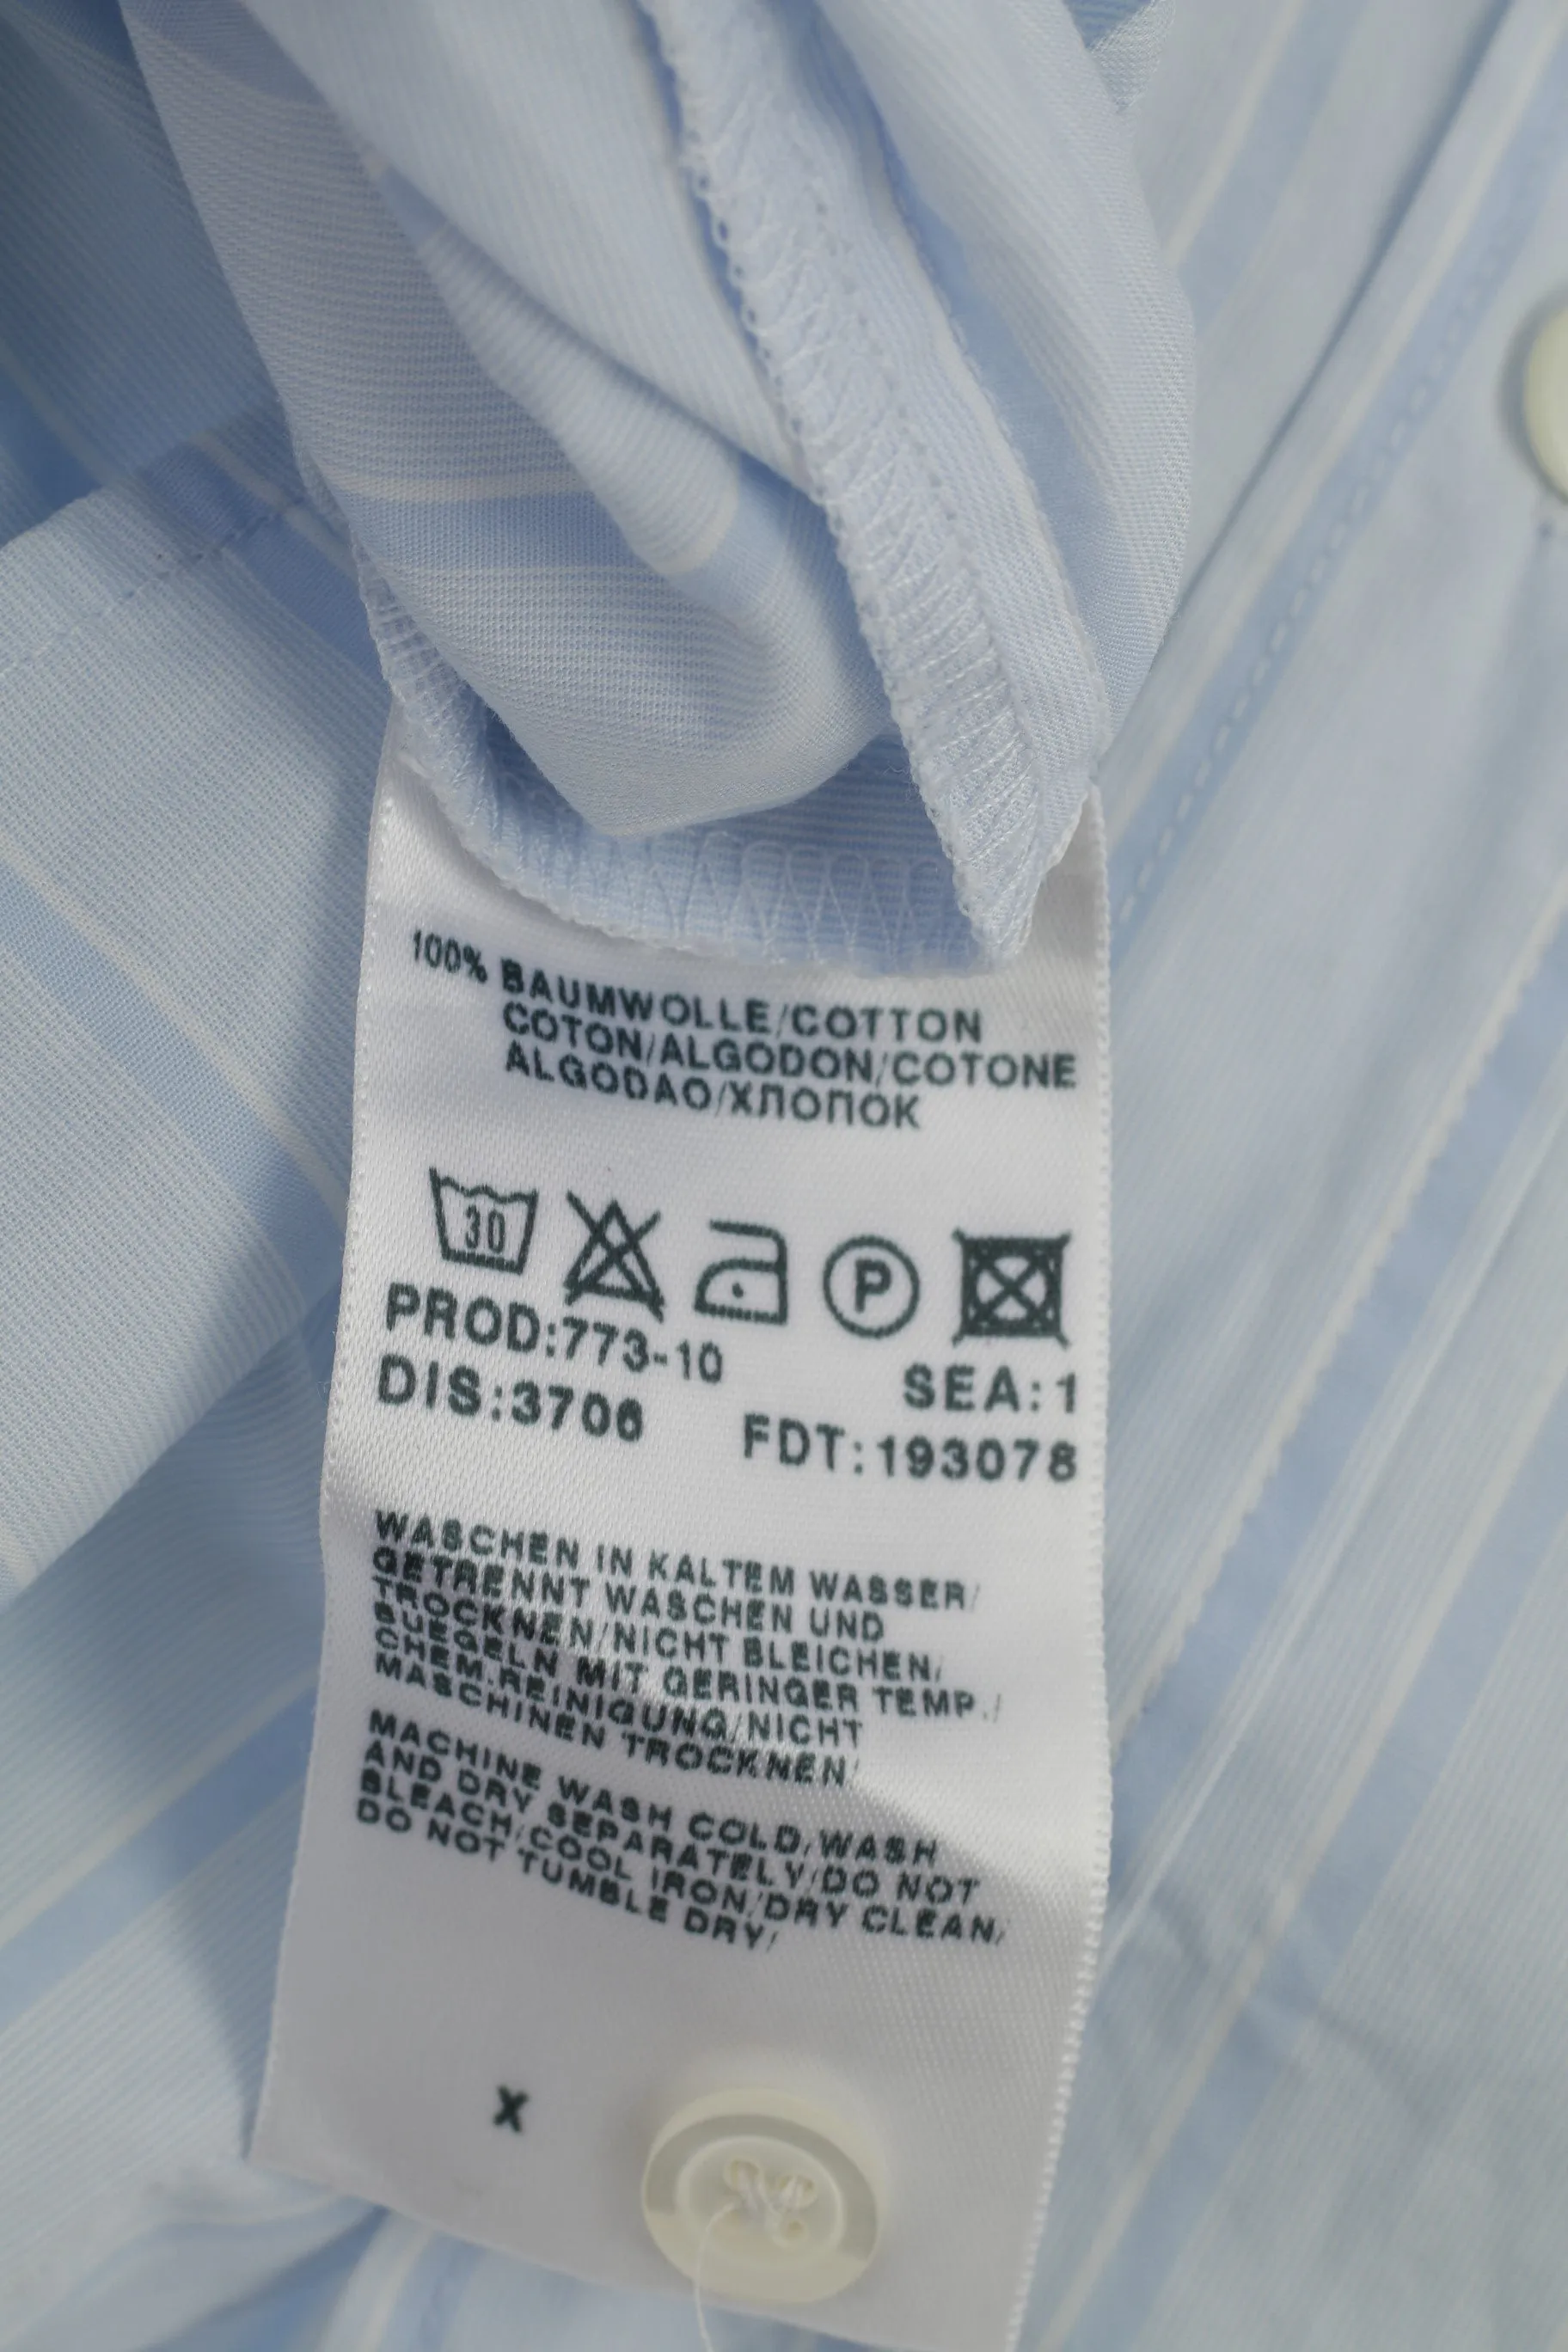 100% BAUMWOLLE/COTTON
COTON/ALGODON/COTONE
ALGODAO/ХЛОПОК
30
P
PROD:773-10
SEA:1
DIS:3706
FDT:193078
WASCHEN IN KALTEM WASSER/
GETRENNT WASCHEN UND
TROCKNEN/NICHT BLEICHEN/
BUEGELN MIT GERINGER TEMP./
CHEM.REINIGUNG/NICHT
MASCHINEN TROCKNEN/
MACHINE WASH COLD/WASH
AND DRY SEPARATELY/DO NOT
BLEACH/COOL IRON/DRY CLEAN/
DO NOT TUMBLE DRY/
X